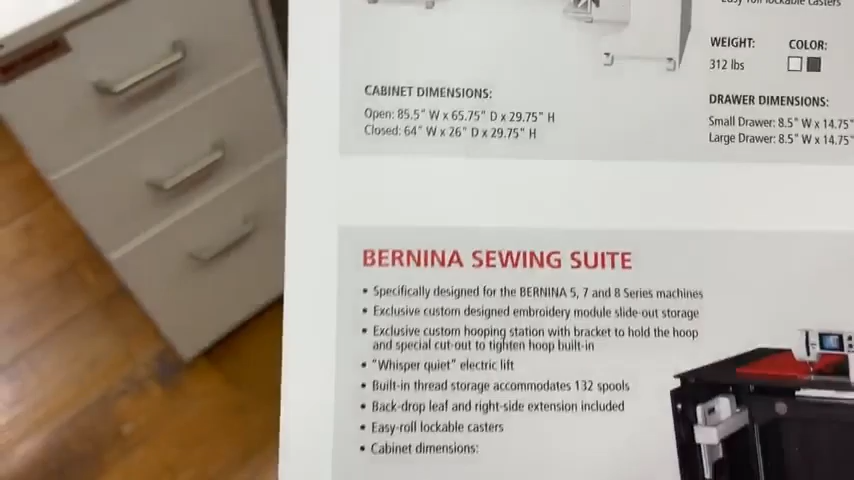 Easy-roll lockable casters
WEIGHT:
COLOR:
312 lbs
CABINET DIMENSIONS:
Open: 85.5" W x 65.75" D x 29.75" H
Closed: 64" W x 26" D x 29.75" H
DRAWER DIMENSIONS:
Small Drawer: 8.5" W x 14.75"
Large Drawer: 8.5" W x 14.75"
BERNINA SEWING SUITE
• Specifically designed for the BERNINA 5, 7 and 8 Series machines
• Exclusive custom designed embroidery module slide-out storage
• Exclusive custom hooping station with bracket to hold the hoop
and special cut-out to tighten hoop built-in
• "Whisper quiet" electric lift
• Built-in thread storage accommodates 132 spools
• Back-drop leaf and right-side extension included
• Easy-roll lockable casters
• Cabinet dimensions: